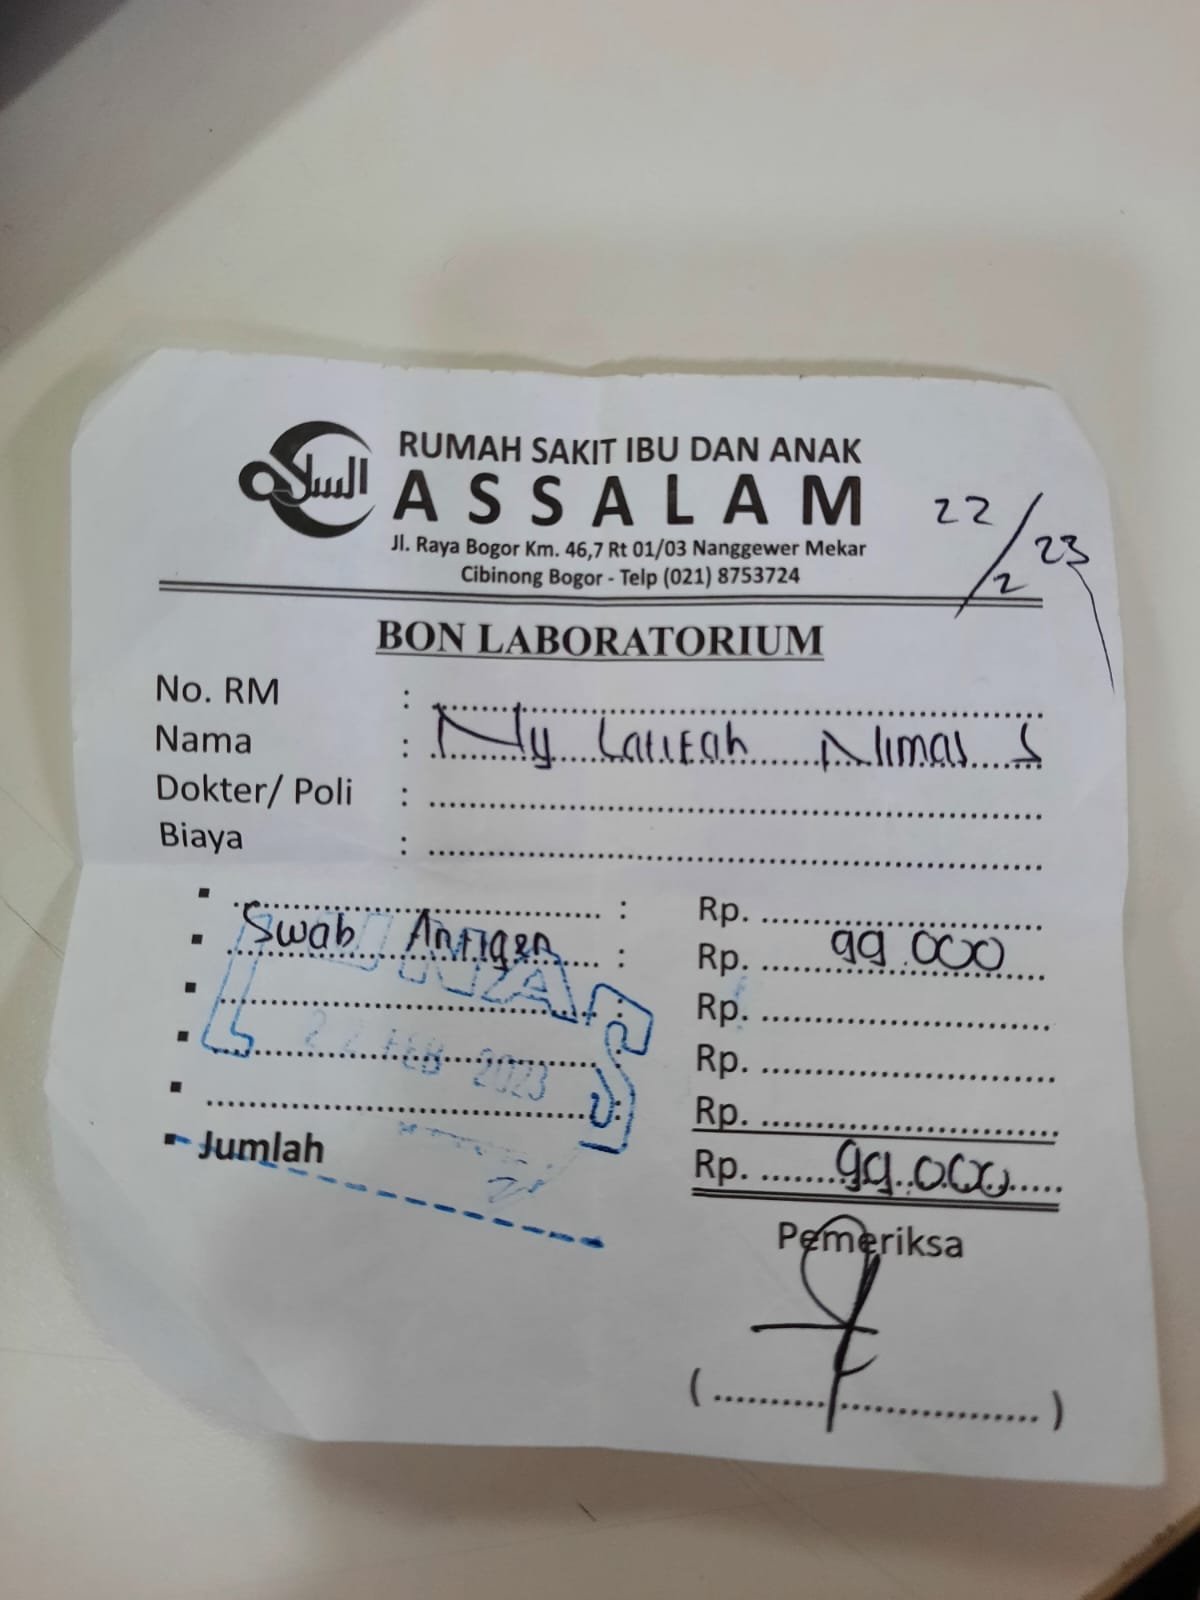 السلام
RUMAH SAKIT IBU DAN ANAK
ASSALAM
Jl. Raya Bogor Km. 46,7 Rt 01/03 Nanggewer Mekar
Cibinong Bogor - Telp (021) 8753724
22/2 23
BON LABORATORIUM
No. RM :
Nama : Ny Latifah Nimas S
Dokter/ Poli :
Biaya :
: Rp.
Swab Antigen : Rp. 99.000
: Rp.
: Rp.
: Rp.
Jumlah Rp. 99.000
LUNAS
22 FEB 2023
Pemeriksa
( )